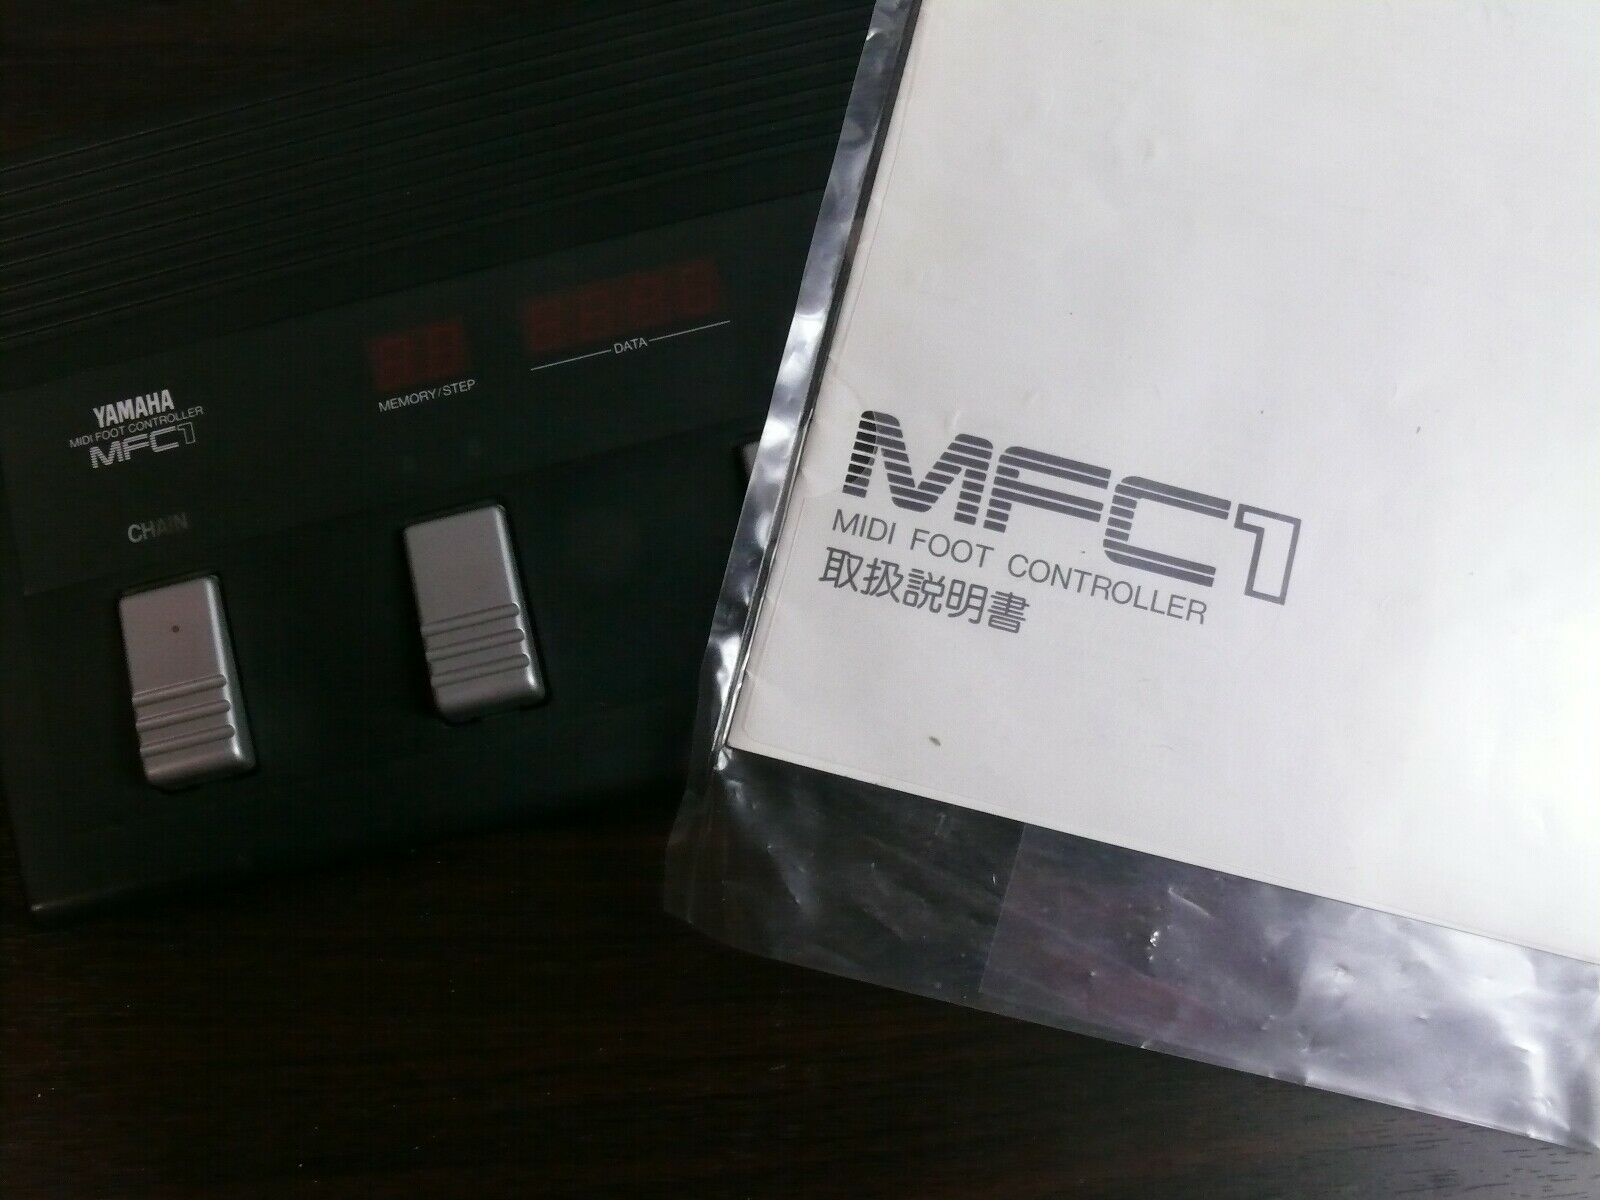 YAMAHA
MIDI FOOT CONTROLLER
MFC1
MEMORY/STEP
DATA
CHAIN
MFC1
MIDI FOOT CONTROLLER
取扱説明書